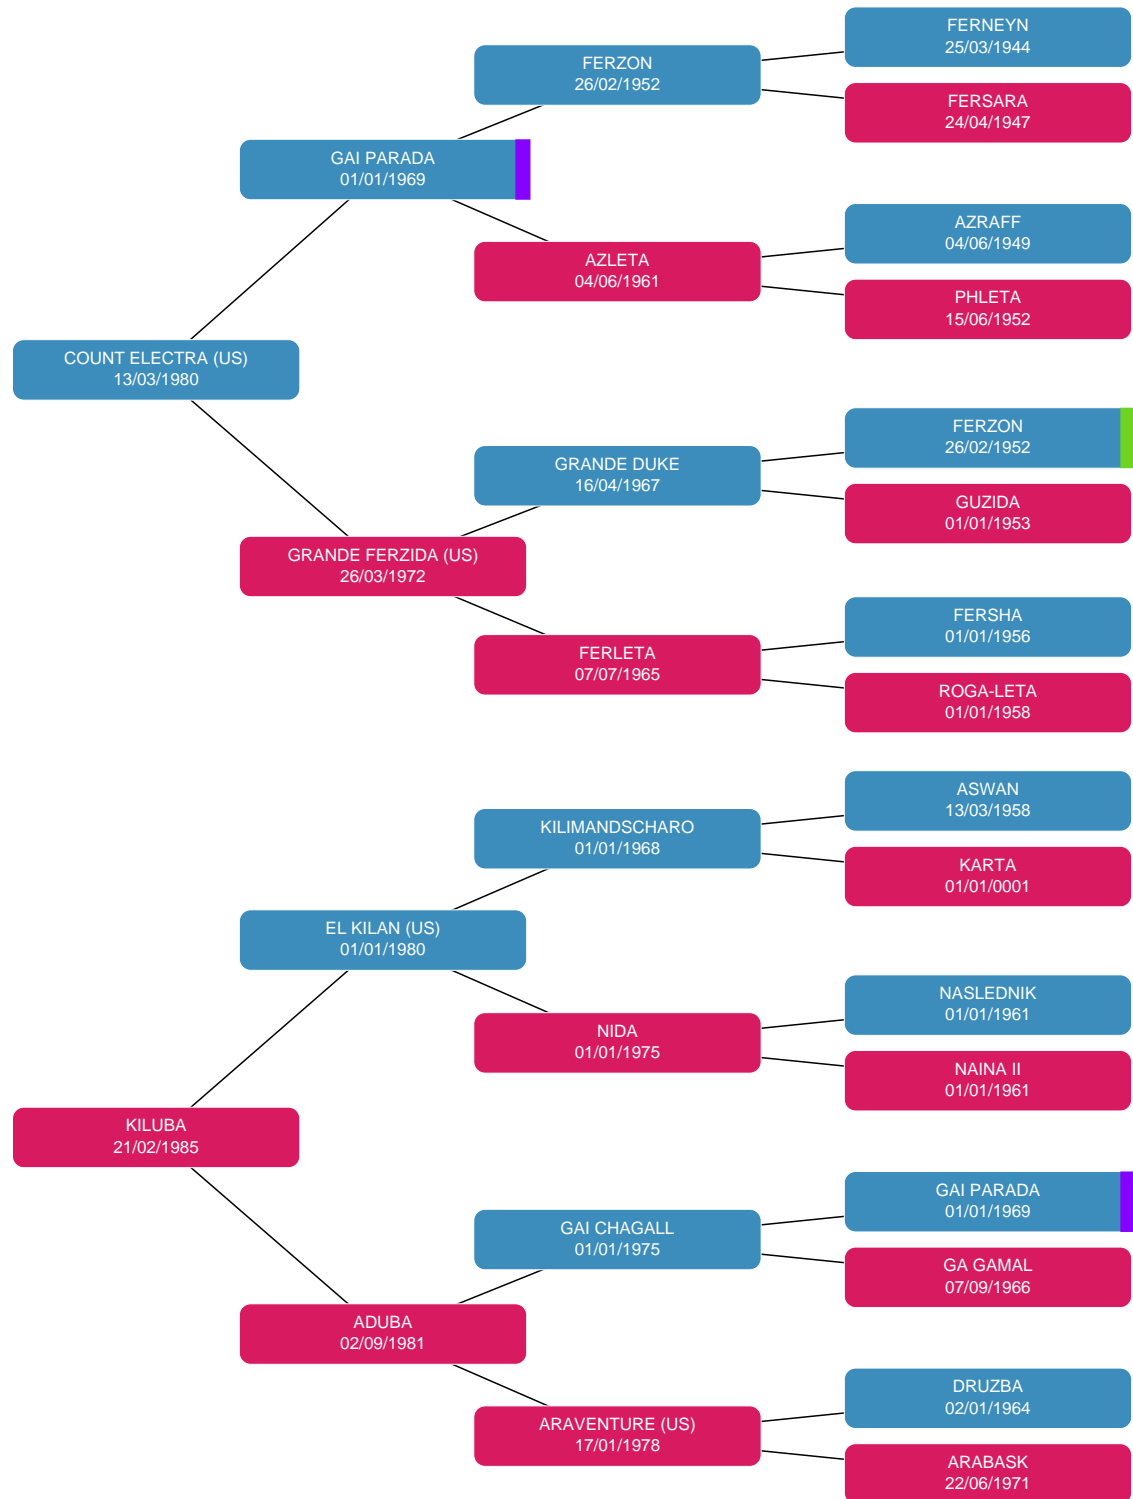 FERNEYN
25/03/1944
FERZON
26/02/1952
FERSARA
24/04/1947
GAI PARADA
01/01/1969
AZRAFF
04/06/1949
AZLETA
04/06/1961
PHLETA
15/06/1952
COUNT ELECTRA (US)
13/03/1980
FERZON
26/02/1952
GRANDE DUKE
16/04/1967
GUZIDA
01/01/1953
GRANDE FERZIDA (US)
26/03/1972
FERSHA
01/01/1956
FERLETA
07/07/1965
ROGA-LETA
01/01/1958
ASWAN
13/03/1958
KILIMANDSCHARO
01/01/1968
KARTA
01/01/0001
EL KILAN (US)
01/01/1980
NASLEDNIK
01/01/1961
NIDA
01/01/1975
NAINA II
01/01/1961
KILUBA
21/02/1985
GAI PARADA
01/01/1969
GAI CHAGALL
01/01/1975
GA GAMAL
07/09/1966
ADUBA
02/09/1981
DRUZBA
02/01/1964
ARAVENTURE (US)
17/01/1978
ARABASK
22/06/1971